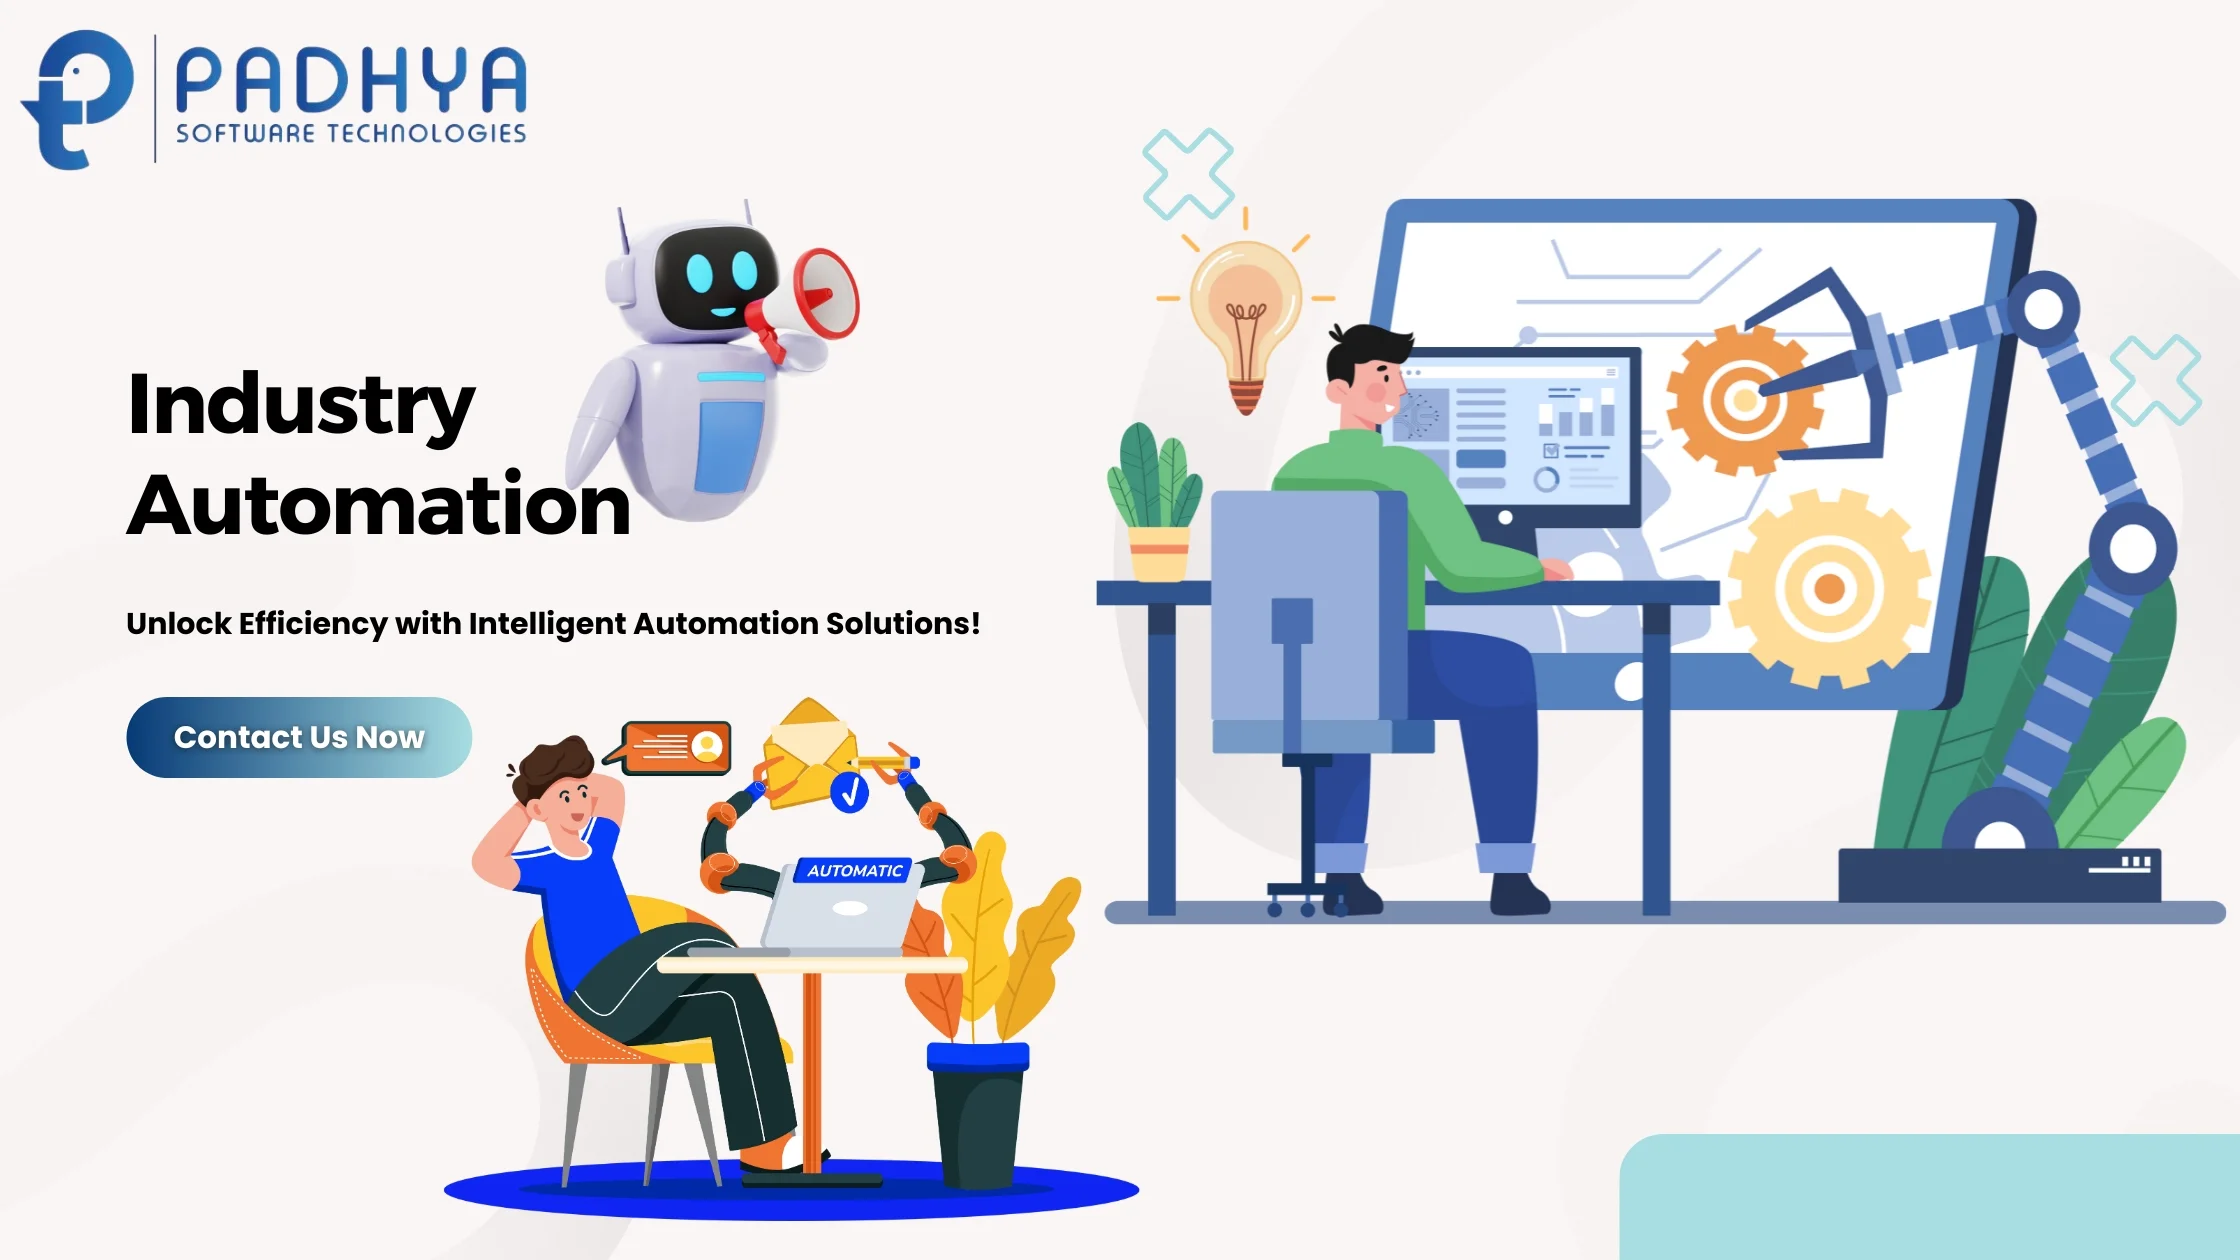 PADHYA
SOFTWARE TECHNOLOGIES
Industry
Automation
Unlock Efficiency with Intelligent Automation Solutions!
Contact Us Now
AUTOMATIC